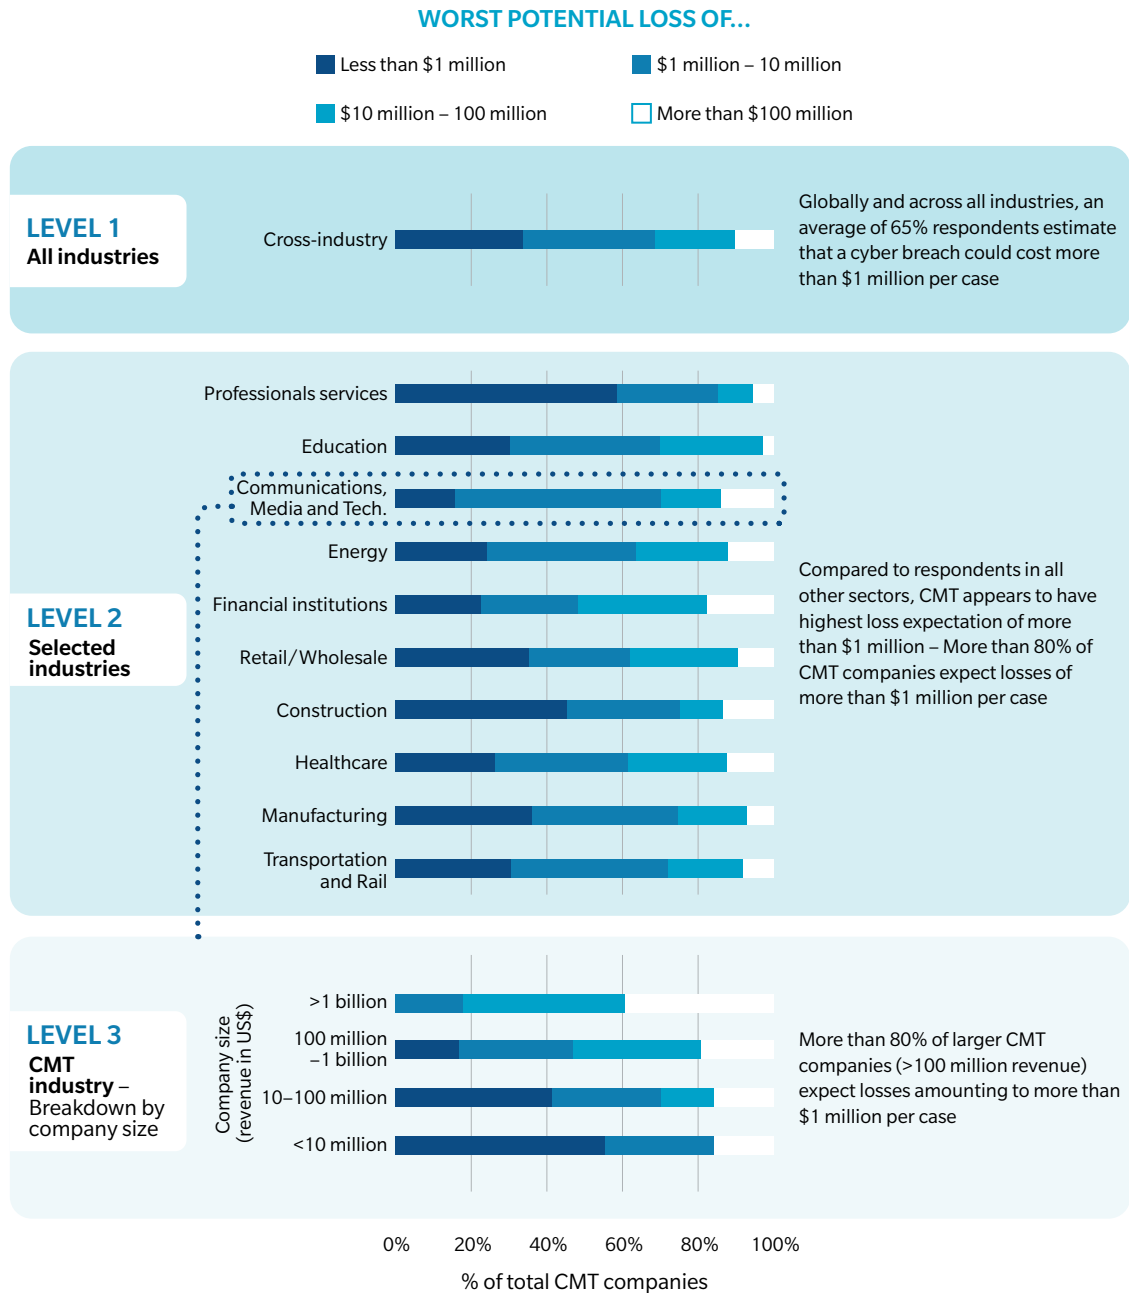 WORST POTENTIAL LOSS OF...
Less than $1 million
$1 million – 10 million
$10 million – 100 million
More than $100 million
LEVEL 1
All industries
Cross-industry
Globally and across all industries, an
average of 65% respondents estimate
that a cyber breach could cost more
than $1 million per case
LEVEL 2
Selected
industries
Professionals services
Education
Communications,
Media and Tech.
Energy
Financial institutions
Retail/Wholesale
Construction
Healthcare
Manufacturing
Transportation
and Rail
Compared to respondents in all
other sectors, CMT appears to have
highest loss expectation of more
than $1 million – More than 80% of
CMT companies expect losses of
more than $1 million per case
LEVEL 3
CMT
industry –
Breakdown by
company size
Company size
(revenue in US$)
>1 billion
100 million
–1 billion
10–100 million
<10 million
More than 80% of larger CMT
companies (>100 million revenue)
expect losses amounting to more than
$1 million per case
0% 20% 40% 60% 80% 100%
% of total CMT companies